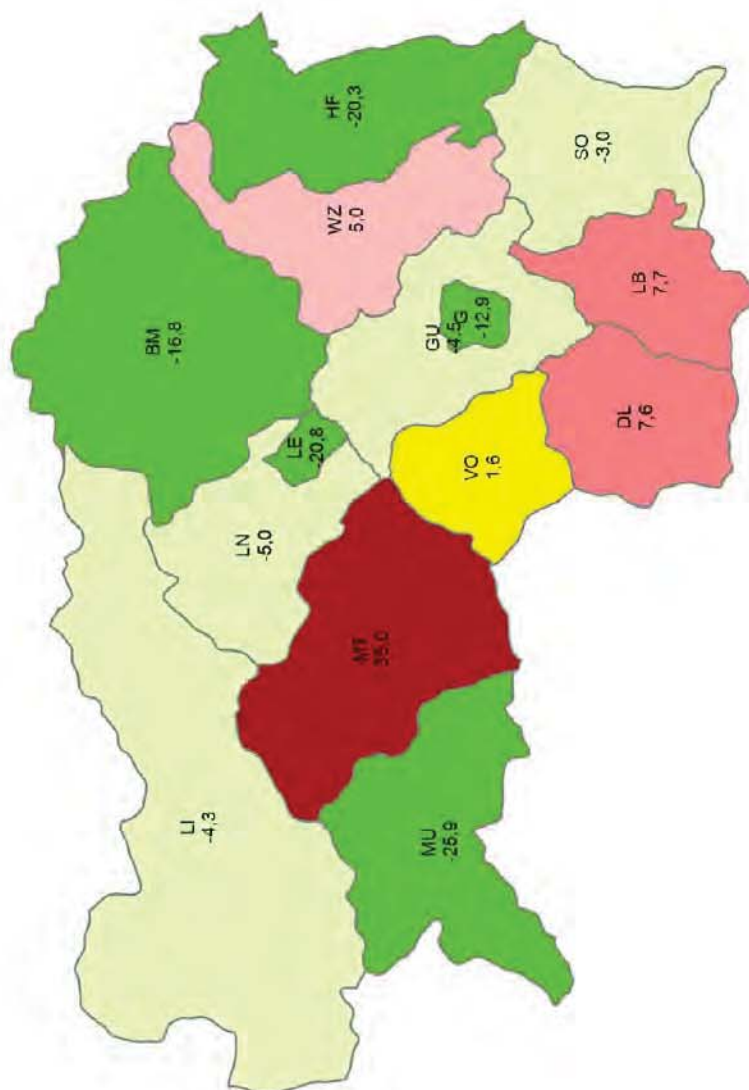 BM
-16,8
LI
-4,3
LN
-5,0
LE
-20,8
HF
-20,3
WZ
5,0
MT
35,0
MU
-25,9
GU
-4,5
G
-12,9
VO
1,6
SO
-3,0
DL
7,6
LB
7,7